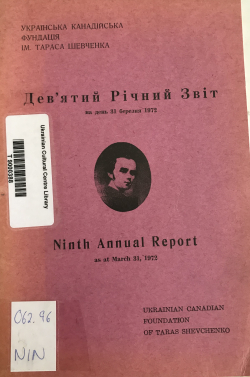 УКРАЇНСЬКА КАНАДІЙСЬКА
ФУНДАЦІЯ
ІМ. ТАРАСА ШЕВЧЕНКА
Дев'ятий Річний Звіт
на день 31 березня 1972
Ukrainian Cultural Centre Library
Ninth Annual Report
as at March 31, 1972
UKRAINIAN CANADIAN
FOUNDATION
OF TARAS SHEVCHENKO
062.96
NIN